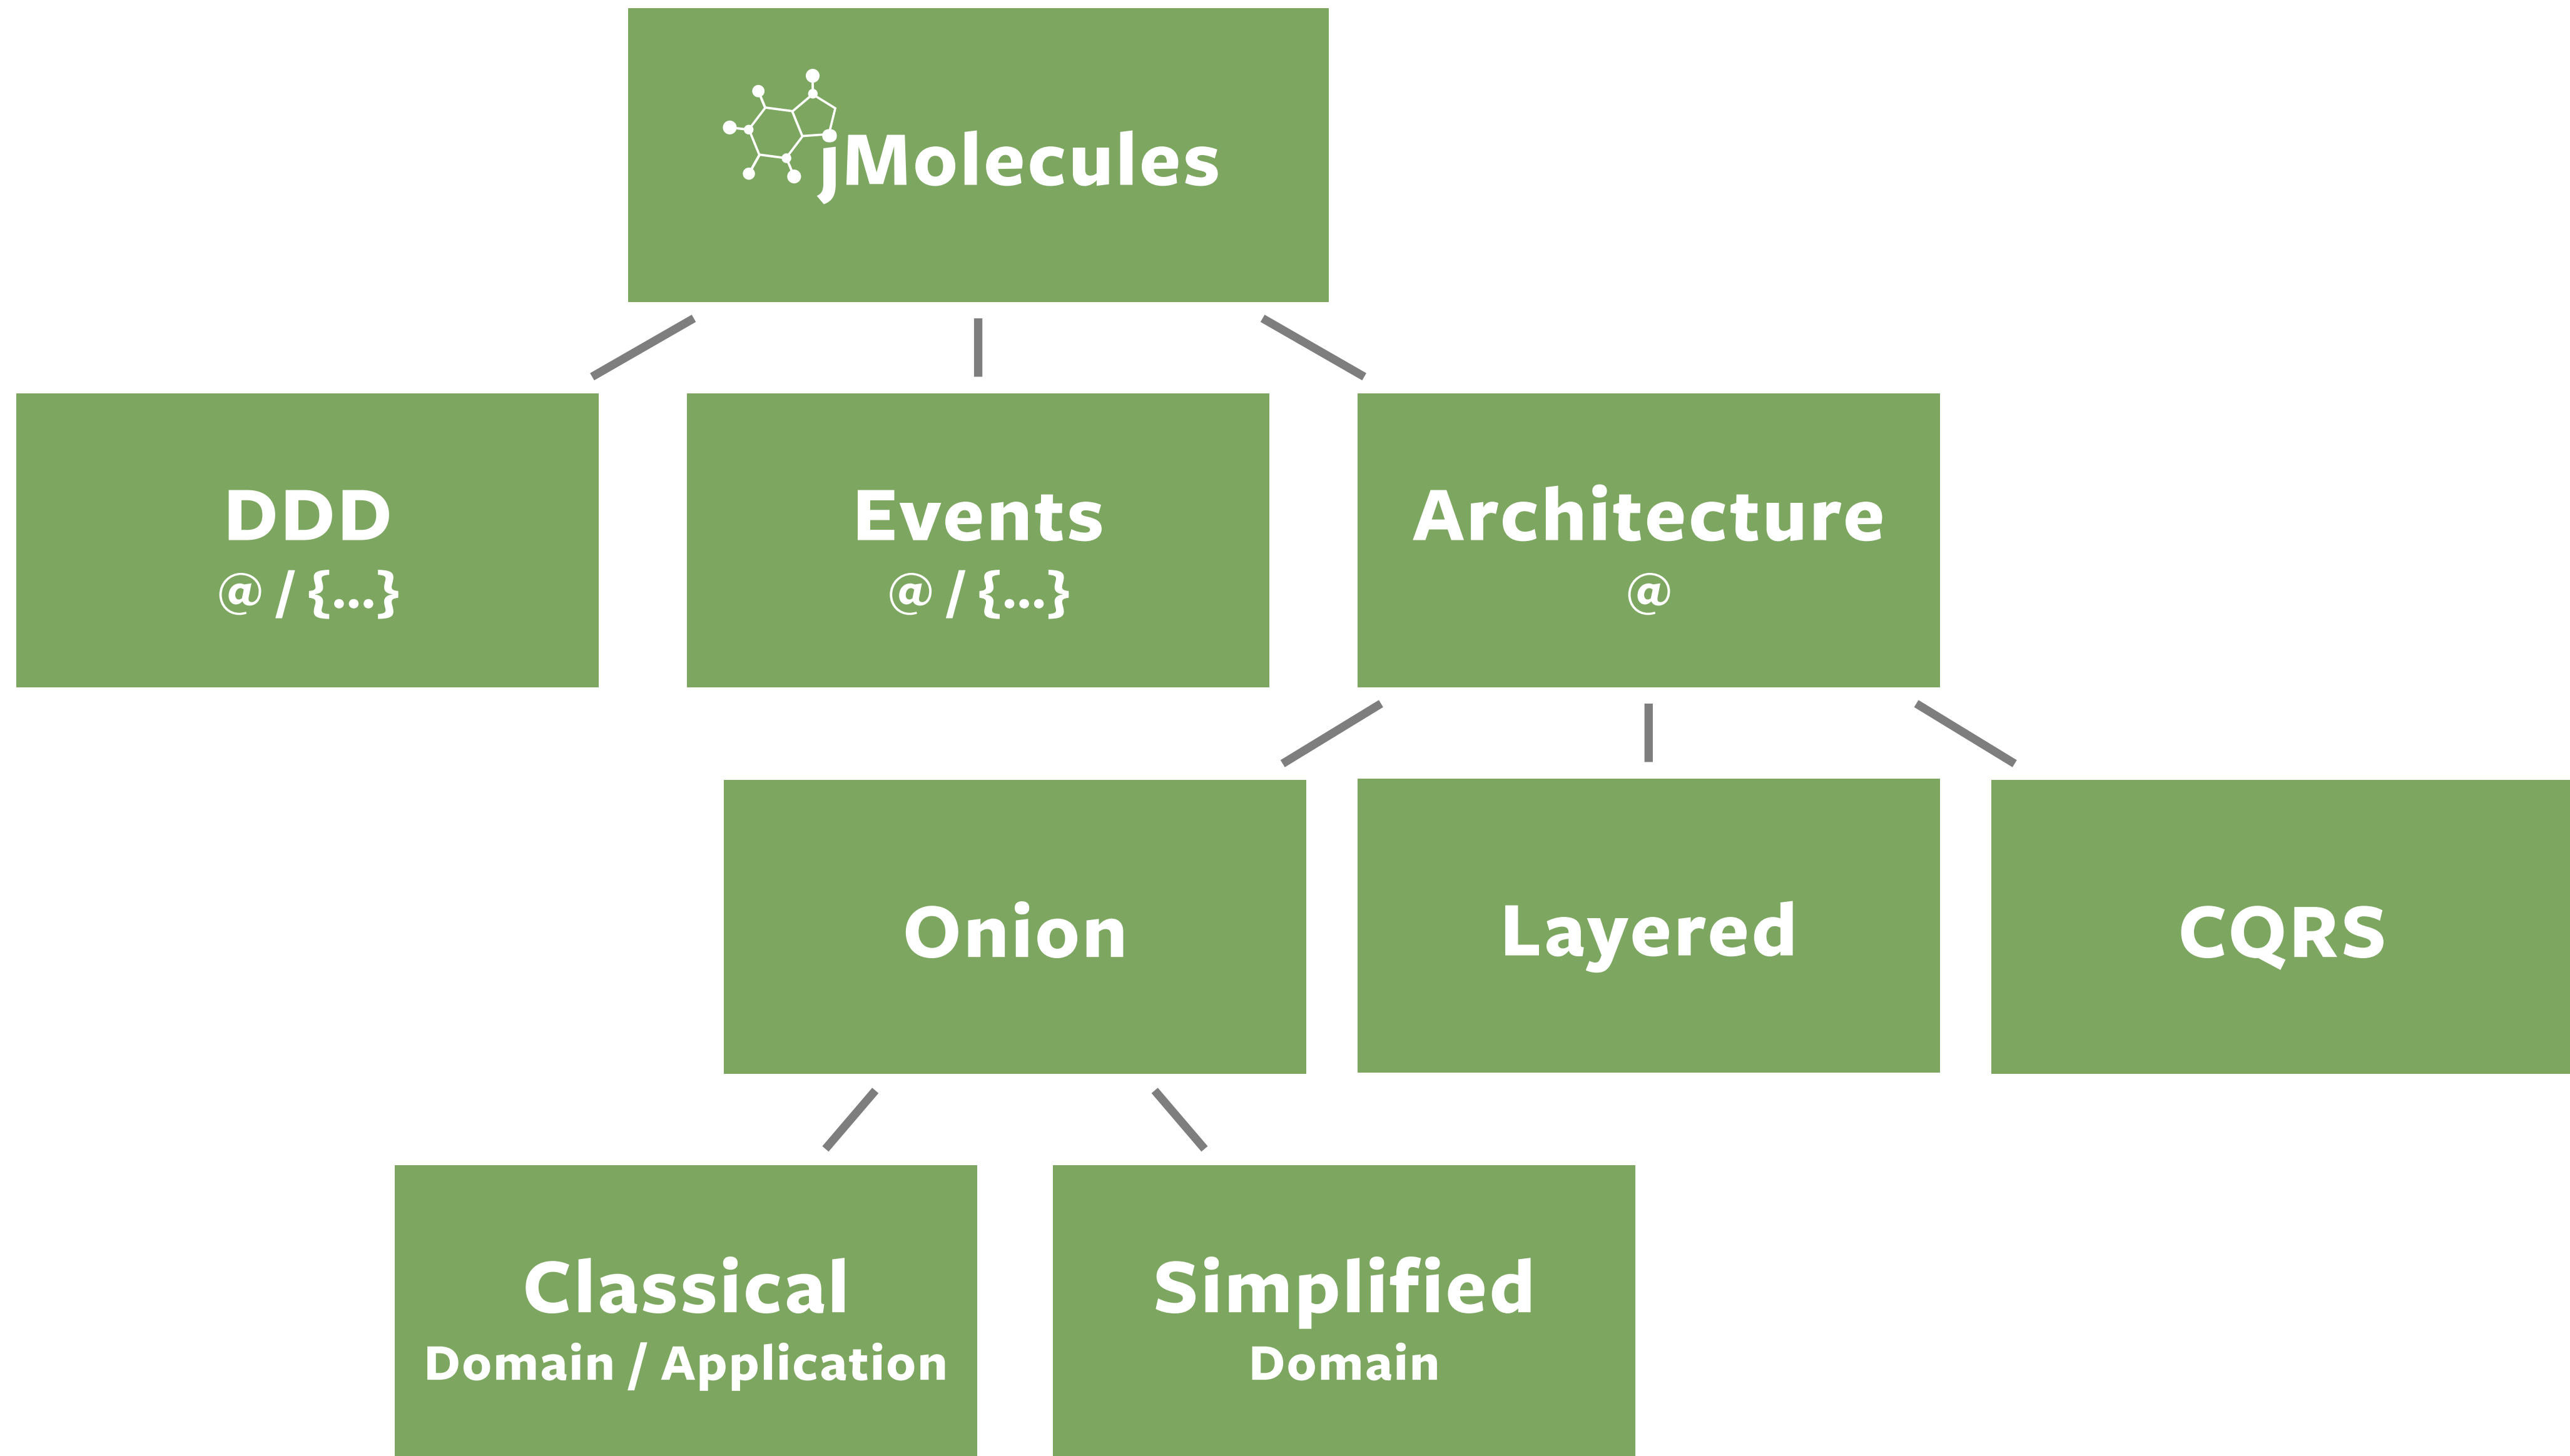 jMolecules
DDD
@ / {…}
Events
@ / {…}
Architecture
@
Onion
Layered
CQRS
Classical
Domain / Application
Simplified
Domain